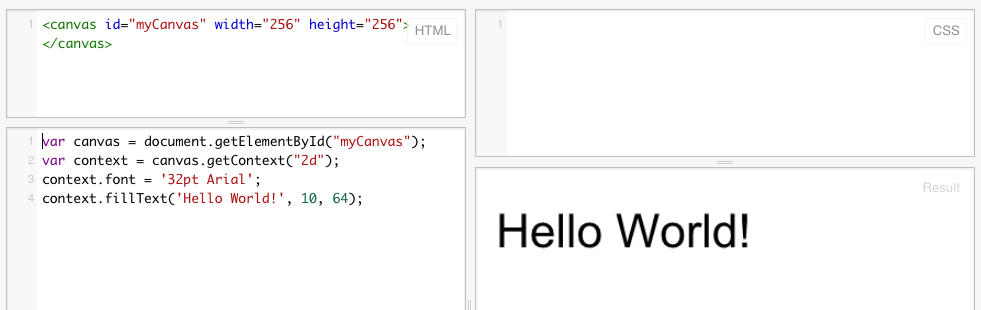 1 <canvas id="myCanvas" width="256" height="256">
</canvas>
HTML
1
CSS
1 var canvas = document.getElementById("myCanvas");
2 var context = canvas.getContext("2d");
3 context.font = '32pt Arial';
4 context.fillText('Hello World!', 10, 64);
Result
Hello World!